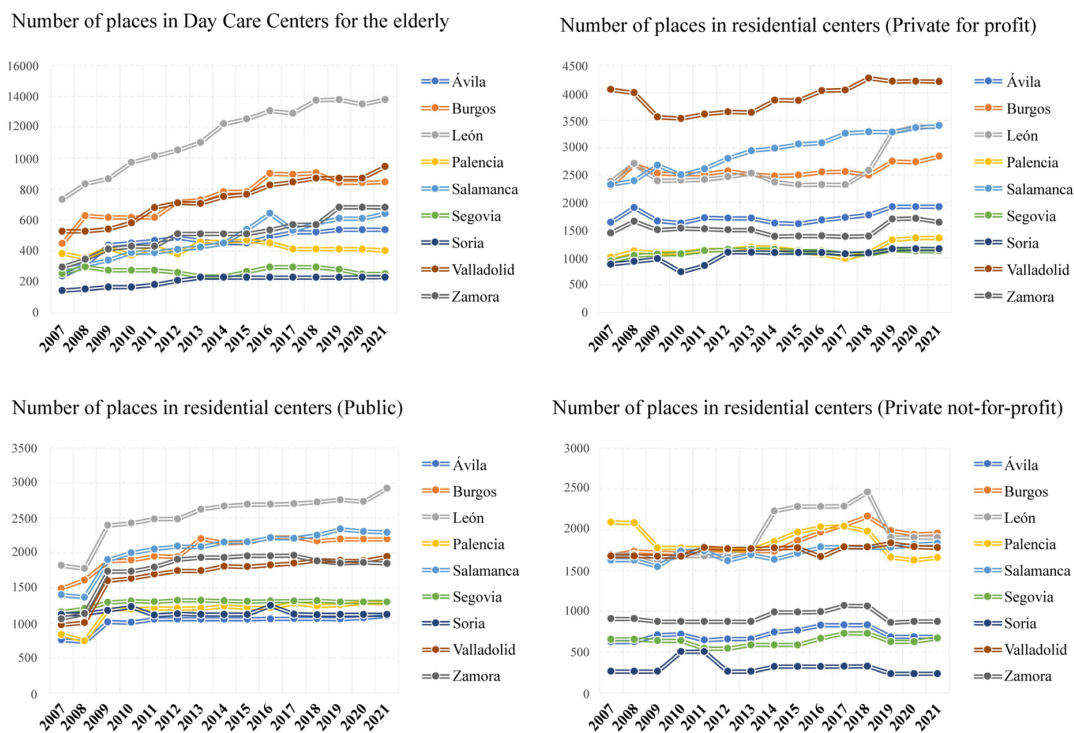 Number of places in Day Care Centers for the elderly
16000
14000
12000
1000
800
600
400
200
0
2007 2008 2009 2010 2011 2012 2013 2014 2015 2016 2017 2018 2019 2020 2021
Ávila
Burgos
León
Palencia
Salamanca
Segovia
Soria
Valladolid
Zamora
Number of places in residential centers (Private for profit)
4500
4000
3500
3000
2500
2000
1500
1000
500
0
2007 2008 2009 2010 2011 2012 2013 2014 2015 2016 2017 2018 2019 2020 2021
Ávila
Burgos
León
Palencia
Salamanca
Segovia
Soria
Valladolid
Zamora
Number of places in residential centers (Public)
3500
3000
2500
2000
1500
1000
500
0
2007 2008 2009 2010 2011 2012 2013 2014 2015 2016 2017 2018 2019 2020 2021
Ávila
Burgos
León
Palencia
Salamanca
Segovia
Soria
Valladolid
Zamora
Number of places in residential centers (Private not-for-profit)
3000
2500
2000
1500
1000
500
0
2007 2008 2009 2010 2011 2012 2013 2014 2015 2016 2017 2018 2019 2020 2021
Ávila
Burgos
León
Palencia
Salamanca
Segovia
Soria
Valladolid
Zamora